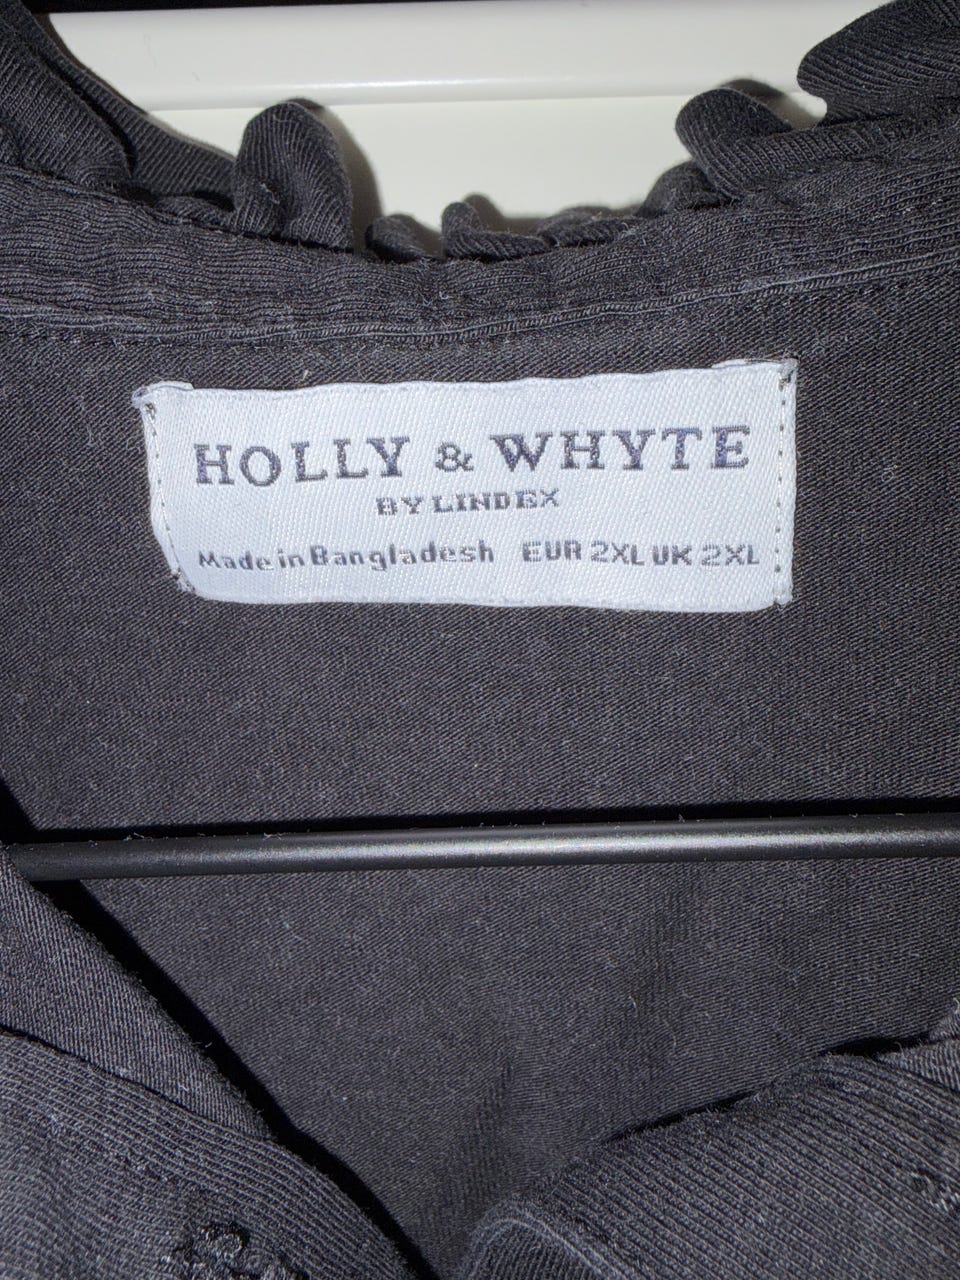 HOLLY & WHYTE
BY LINDEX
Made in Bangladesh EUR 2XL UK 2XL